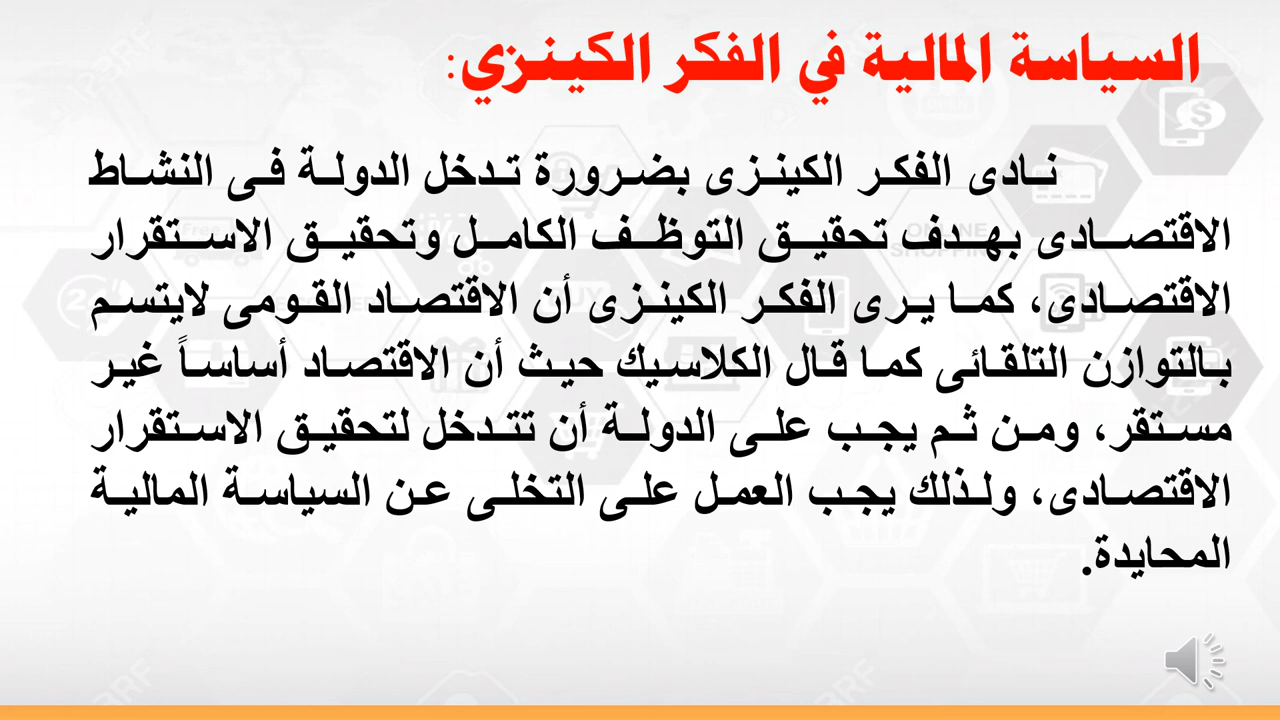 السياسة المالية في الفكر الكينزي:
نادى الفكر الكينزى بضرورة تدخل الدولة فى النشاط
الاقتصادى بهدف تحقيق التوظف الكامل وتحقيق الاستقرار
الاقتصادى، كما يرى الفكر الكينزى أن الاقتصاد القومى لايتسم
بالتوازن التلقائى كما قال الكلاسيك حيث أن الاقتصاد أساساً غير
مستقر، ومن ثم يجب على الدولة أن تتدخل لتحقيق الاستقرار
الاقتصادى، ولذلك يجب العمل على التخلى عن السياسة المالية
المحايدة.